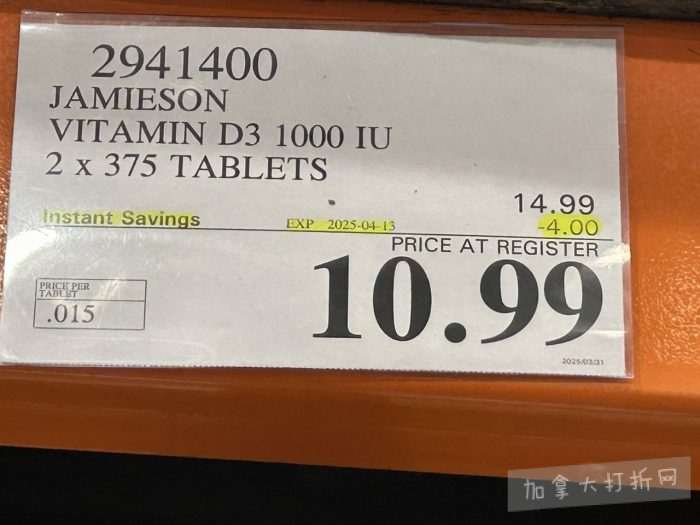 2941400
JAMIESON
VITAMIN D3 1000 IU
2 x 375 TABLETS
14.99
Instant Savings EXP 2025-04-13 -4.00
PRICE AT REGISTER
10.99
PRICE PER
TABLET
.015
2025/03/31
加拿大打折网